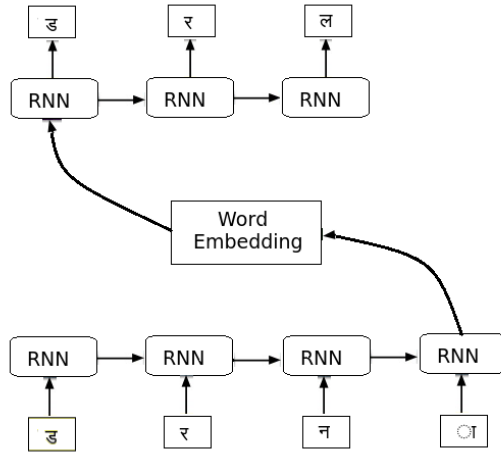 ड र ल
RNN RNN RNN
Word
Embedding
RNN RNN RNN RNN
ड र न ा